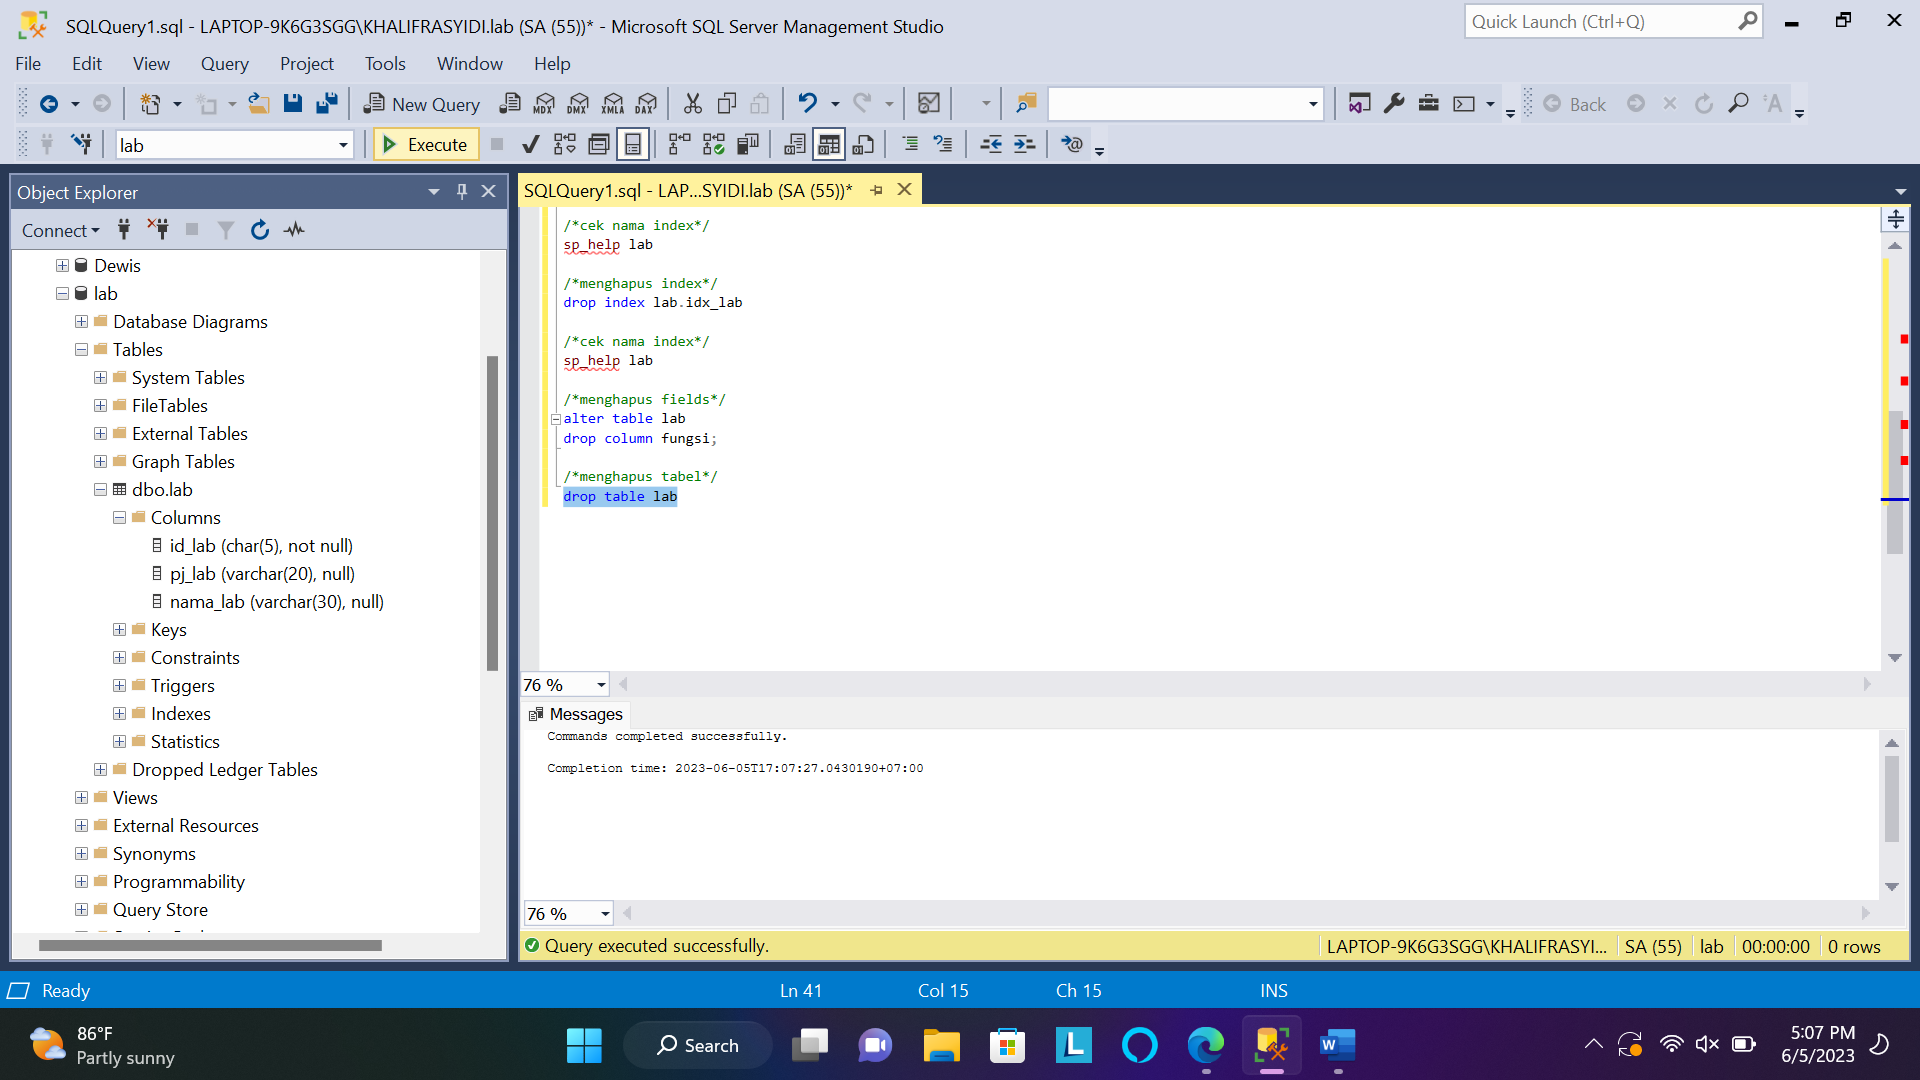 SQLQuery1.sql - LAPTOP-9K6G3SGG\KHALIFRASYIDI.lab (SA (55))* - Microsoft SQL Server Management Studio
Quick Launch (Ctrl+Q)
File Edit View Query Project Tools Window Help
New Query MDX DMX XMLA DAX Back
lab Execute
Object Explorer
Connect
Dewis
lab
Database Diagrams
Tables
System Tables
FileTables
External Tables
Graph Tables
dbo.lab
Columns
id_lab (char(5), not null)
pj_lab (varchar(20), null)
nama_lab (varchar(30), null)
Keys
Constraints
Triggers
Indexes
Statistics
Dropped Ledger Tables
Views
External Resources
Synonyms
Programmability
Query Store
SQLQuery1.sql - LAP...SYIDI.lab (SA (55))*
/*cek nama index*/
sp_help lab
/*menghapus index*/
drop index lab.idx_lab
/*cek nama index*/
sp_help lab
/*menghapus fields*/
alter table lab
drop column fungsi;
/*menghapus tabel*/
drop table lab
76 %
Messages
Commands completed successfully.
Completion time: 2023-06-05T17:07:27.0430190+07:00
76 %
Query executed successfully. LAPTOP-9K6G3SGG\KHALIFRASYI... SA (55) lab 00:00:00 0 rows
Ready Ln 41 Col 15 Ch 15 INS
86°F
Partly sunny
Search
L
W
5:07 PM
6/5/2023